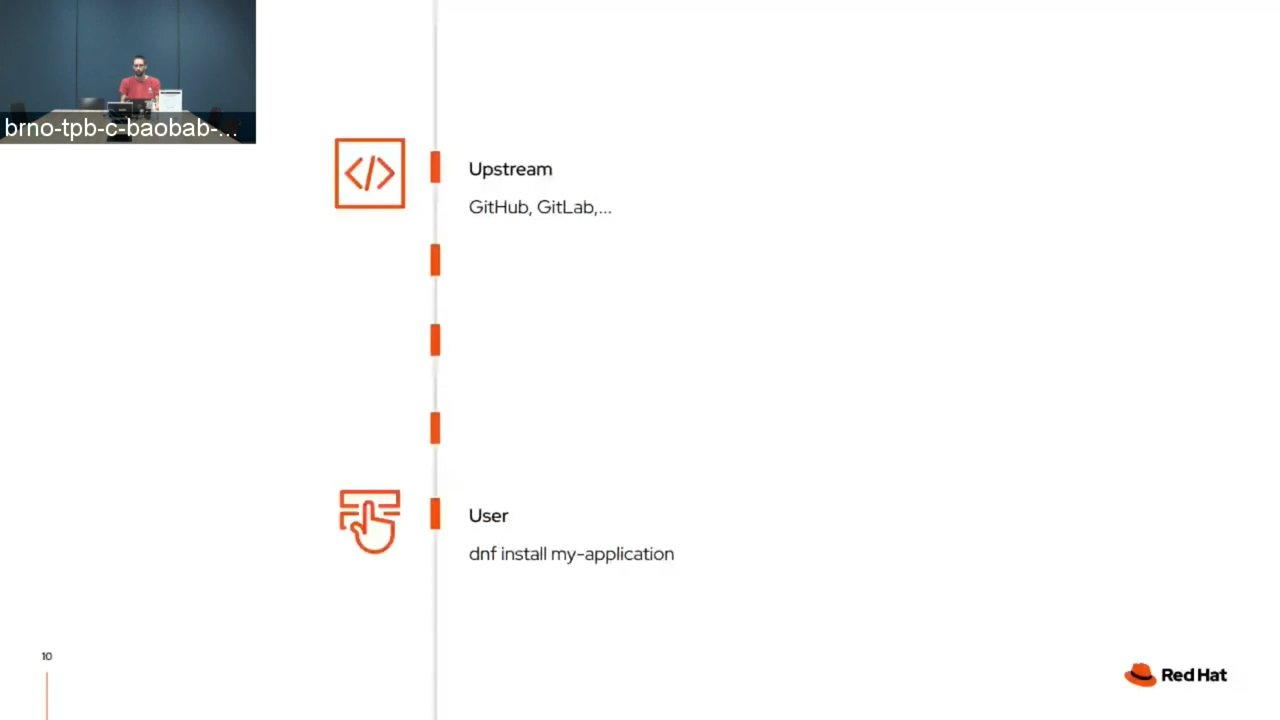 brno-tpb-c-baobab-...
</>
Upstream
GitHub, GitLab,...
User
dnf install my-application
10
Red Hat